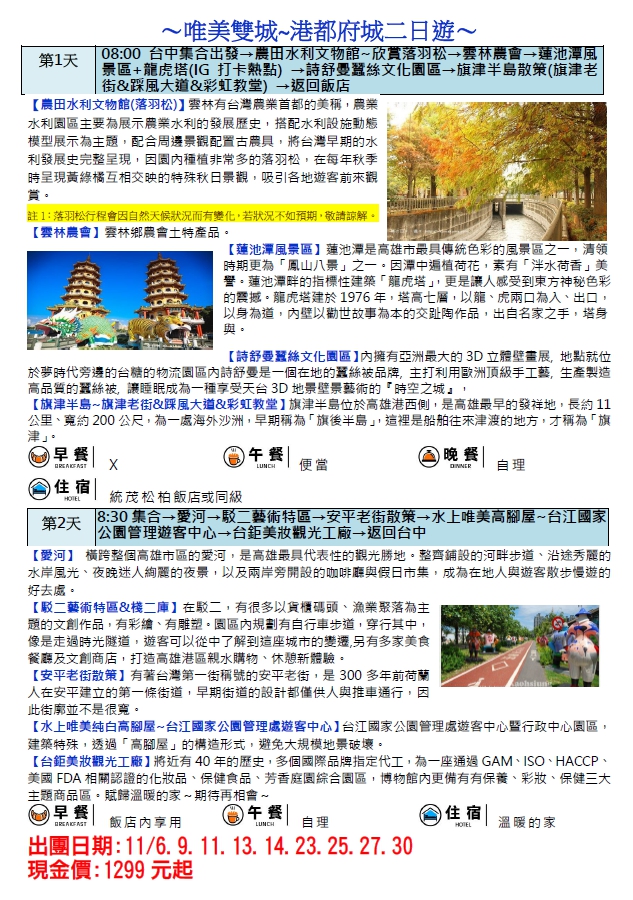 ～唯美雙城~港都府城二日遊～
第1天
08:00 台中集合出發→農田水利文物館~欣賞落羽松→雲林農會→蓮池潭風
景區+龍虎塔(IG 打卡熱點) →詩舒曼蠶絲文化園區→旗津半島散策(旗津老
街&踩風大道&彩虹教堂) →返回飯店
【農田水利文物館(落羽松)】雲林有台灣農業首都的美稱，農業
水利園區主要為展示農業水利的發展歷史，搭配水利設施動態
模型展示為主題，配合周邊景觀配置古農具，將台灣早期的水
利發展史完整呈現，因園內種植非常多的落羽松，在每年秋季
時呈現黃綠橘互相交映的特殊秋日景觀，吸引各地遊客前來觀
賞。
註 1：落羽松行程會因自然天候狀況而有變化，若狀況不如預期，敬請諒解。
【雲林農會】雲林鄉農會土特產品。
【蓮池潭風景區】蓮池潭是高雄市最具傳統色彩的風景區之一，清領
時期更為「鳳山八景」之一。因潭中遍植荷花，素有「泮水荷香」美
譽。蓮池潭畔的指標性建築「龍虎塔」，更是讓人感受到東方神秘色彩
的震撼。龍虎塔建於 1976 年，塔高七層，以龍、虎兩口為入、出口，
以身為道，內壁以勸世故事為本的交趾陶作品，出自名家之手，塔身
與。
【詩舒曼蠶絲文化園區】內擁有亞洲最大的 3D 立體壁畫展, 地點就位
於夢時代旁邊的台糖的物流園區內詩舒曼是一個在地的蠶絲被品牌, 主打利用歐洲頂級手工藝, 生產製造
高品質的蠶絲被, 讓睡眠成為一種享受天台 3D 地景壁景藝術的『時空之城』，
【旗津半島~旗津老街&踩風大道&彩虹教堂】旗津半島位於高雄港西側，是高雄最早的發祥地，長約 11
公里、寬約 200 公尺，為一處海外沙洲，早期稱為「旗後半島」，這裡是船舶往來津渡的地方，才稱為「旗
津」。
早餐 BREAKFAST X 午餐 LUNCH 便當 晚餐 DINNER 自理
住宿 HOTEL 統茂松柏飯店或同級
第2天
8:30 集合→愛河→駁二藝術特區→安平老街散策→水上唯美高腳屋~台江國家
公園管理遊客中心→台鉅美妝觀光工廠→返回台中
【愛河】 橫跨整個高雄市區的愛河，是高雄最具代表性的觀光勝地。整齊鋪設的河畔步道、沿途秀麗的
水岸風光、夜晚迷人絢麗的夜景，以及兩岸旁開設的咖啡廳與假日市集，成為在地人與遊客散步慢遊的
好去處。
【駁二藝術特區&棧二庫】在駁二，有很多以貨櫃碼頭、漁業聚落為主
題的文創作品，有彩繪、有雕塑。園區內規劃有自行車步道，穿行其中，
像是走過時光隧道，遊客可以從中了解到這座城市的變遷,另有多家美食
餐廳及文創商店，打造高雄港區親水購物、休憩新體驗。
【安平老街散策】有著台灣第一街稱號的安平老街，是 300 多年前荷蘭
人在安平建立的第一條街道，早期街道的設計都僅供人與推車通行，因
此街廓並不是很寬。
【水上唯美純白高腳屋~台江國家公園管理處遊客中心】台江國家公園管理處遊客中心暨行政中心園區，
建築特殊，透過「高腳屋」的構造形式，避免大規模地景破壞。
【台鉅美妝觀光工廠】將近有 40 年的歷史，多個國際品牌指定代工，為一座通過 GAM、ISO、HACCP、
美國 FDA 相關認證的化妝品、保健食品、芳香庭園綜合園區，博物館內更備有有保養、彩妝、保健三大
主題商品區。賦歸溫暖的家～期待再相會～
早餐 BREAKFAST 飯店內享用 午餐 LUNCH 自理 住宿 HOTEL 溫暖的家
出團日期:11/6. 9. 11. 13. 14. 23. 25. 27. 30
現金價:1299 元起